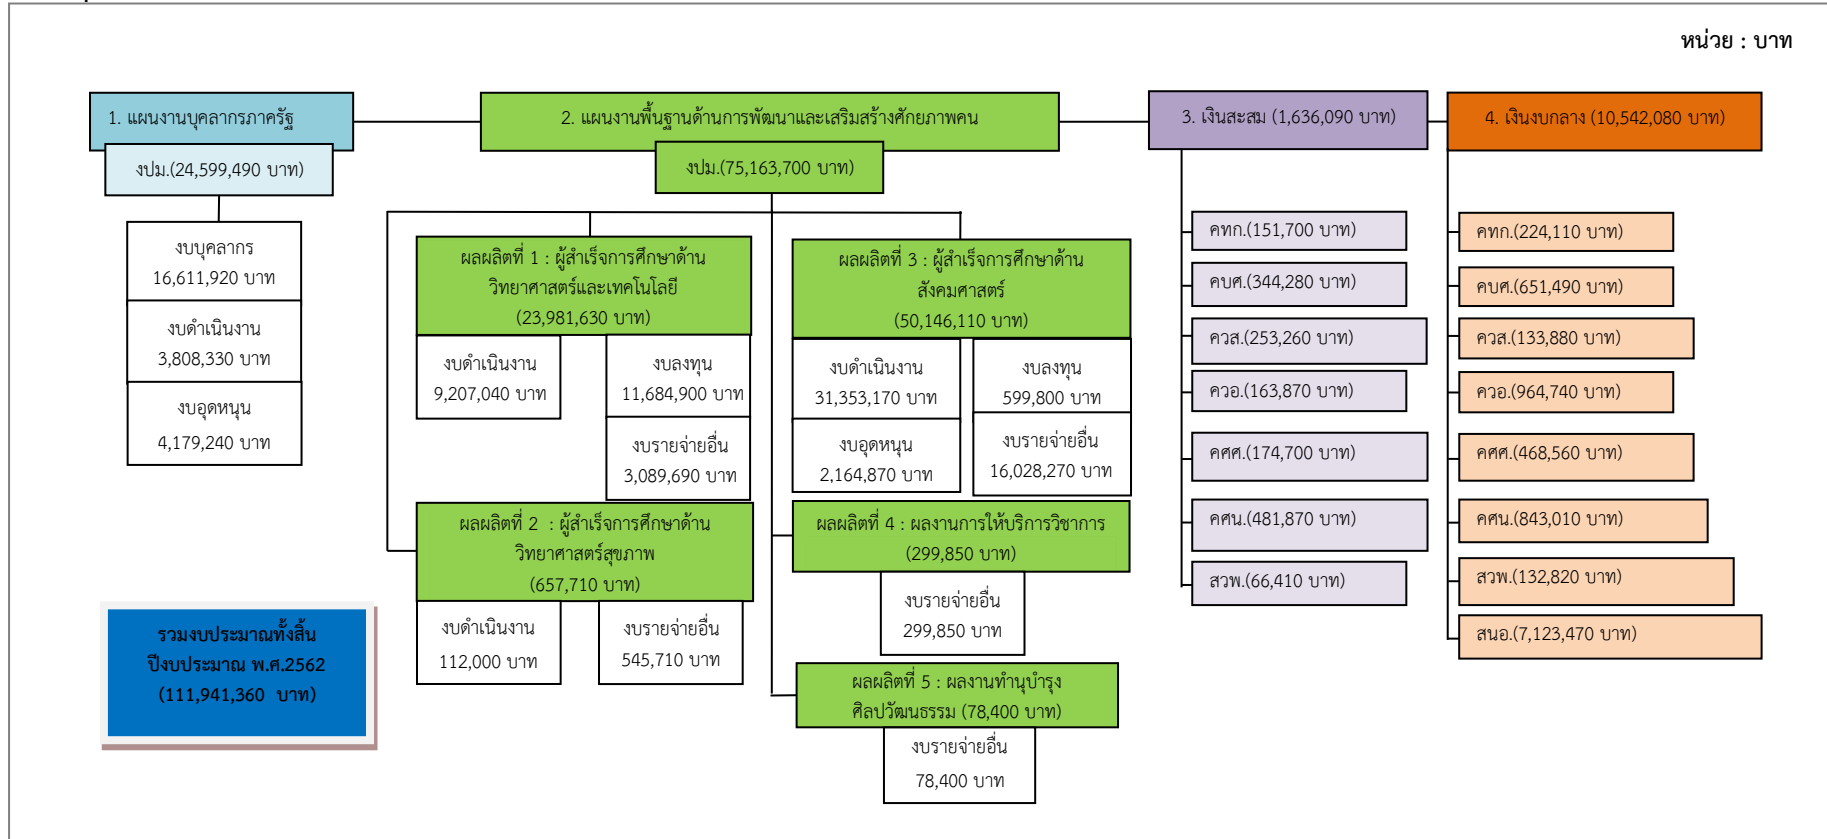 หน่วย : บาท
1. แผนงานบุคลากรภาครัฐ
งปม.(24,599,490 บาท)
งบบุคลากร
16,611,920 บาท
งบดำเนินงาน
3,808,330 บาท
งบอุดหนุน
4,179,240 บาท
2. แผนงานพื้นฐานด้านการพัฒนาและเสริมสร้างศักยภาพคน
งปม.(75,163,700 บาท)
ผลผลิตที่ 1 : ผู้สำเร็จการศึกษาด้าน
วิทยาศาสตร์และเทคโนโลยี
(23,981,630 บาท)
งบดำเนินงาน
9,207,040 บาท
งบลงทุน
11,684,900 บาท
งบรายจ่ายอื่น
3,089,690 บาท
ผลผลิตที่ 2 : ผู้สำเร็จการศึกษาด้าน
วิทยาศาสตร์สุขภาพ
(657,710 บาท)
งบดำเนินงาน
112,000 บาท
งบรายจ่ายอื่น
545,710 บาท
ผลผลิตที่ 3 : ผู้สำเร็จการศึกษาด้าน
สังคมศาสตร์
(50,146,110 บาท)
งบดำเนินงาน
31,353,170 บาท
งบลงทุน
599,800 บาท
งบอุดหนุน
2,164,870 บาท
งบรายจ่ายอื่น
16,028,270 บาท
ผลผลิตที่ 4 : ผลงานการให้บริการวิชาการ
(299,850 บาท)
งบรายจ่ายอื่น
299,850 บาท
ผลผลิตที่ 5 : ผลงานทำนุบำรุง
ศิลปวัฒนธรรม (78,400 บาท)
งบรายจ่ายอื่น
78,400 บาท
3. เงินสะสม (1,636,090 บาท)
คทก.(151,700 บาท)
คบศ.(344,280 บาท)
ควส.(253,260 บาท)
ควอ.(163,870 บาท)
คศศ.(174,700 บาท)
คศน.(481,870 บาท)
สวพ.(66,410 บาท)
4. เงินงบกลาง (10,542,080 บาท)
คทก.(224,110 บาท)
คบศ.(651,490 บาท)
ควส.(133,880 บาท)
ควอ.(964,740 บาท)
คศศ.(468,560 บาท)
คศน.(843,010 บาท)
สวพ.(132,820 บาท)
สนอ.(7,123,470 บาท)
รวมงบประมาณทั้งสิ้น
ปีงบประมาณ พ.ศ.2562
(111,941,360 บาท)